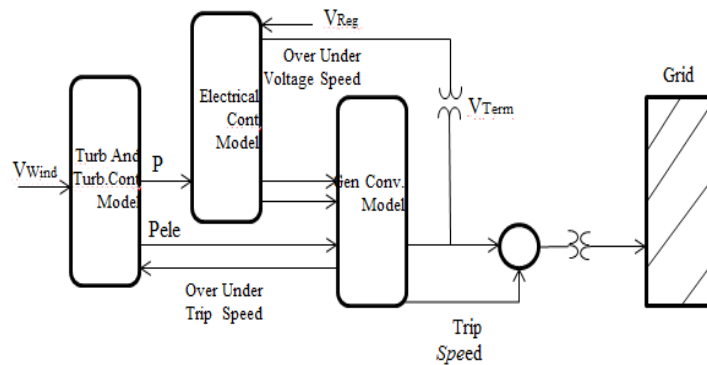 VReg
Over Under
Voltage Speed
Grid
Electrical
Cont
Model
VTerm
VWind
Turb And
Turb.Cont
Model
P
Gen Conv.
Model
Pele
Over Under
Trip Speed
Trip
Speed